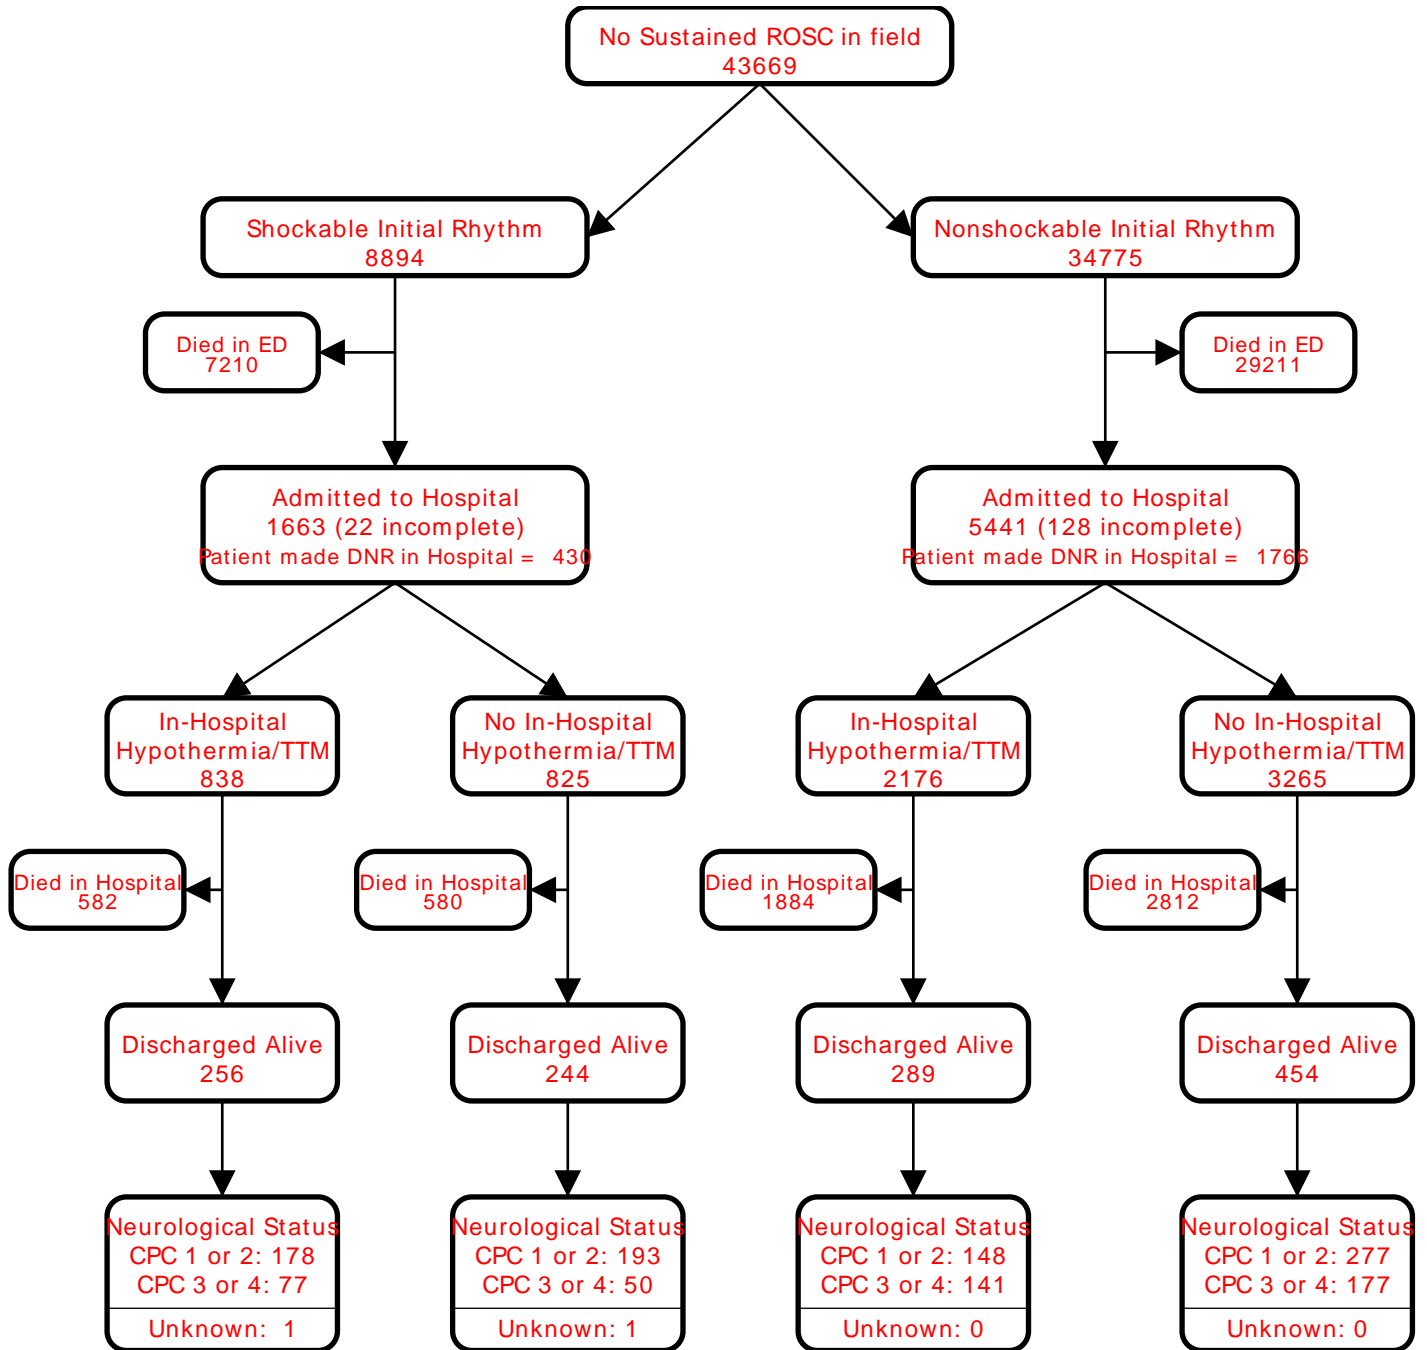 No Sustained ROSC in field
43669
Shockable Initial Rhythm
8894
Nonshockable Initial Rhythm
34775
Died in ED
7210
Died in ED
29211
Admitted to Hospital
1663 (22 incomplete)
Patient made DNR in Hospital = 430
Admitted to Hospital
5441 (128 incomplete)
Patient made DNR in Hospital = 1766
In-Hospital
Hypothermia/TTM
838
No In-Hospital
Hypothermia/TTM
825
In-Hospital
Hypothermia/TTM
2176
No In-Hospital
Hypothermia/TTM
3265
Died in Hospital
582
Died in Hospital
580
Died in Hospital
1884
Died in Hospital
2812
Discharged Alive
256
Discharged Alive
244
Discharged Alive
289
Discharged Alive
454
Neurological Status
CPC 1 or 2: 178
CPC 3 or 4: 77
Unknown: 1
Neurological Status
CPC 1 or 2: 193
CPC 3 or 4: 50
Unknown: 1
Neurological Status
CPC 1 or 2: 148
CPC 3 or 4: 141
Unknown: 0
Neurological Status
CPC 1 or 2: 277
CPC 3 or 4: 177
Unknown: 0